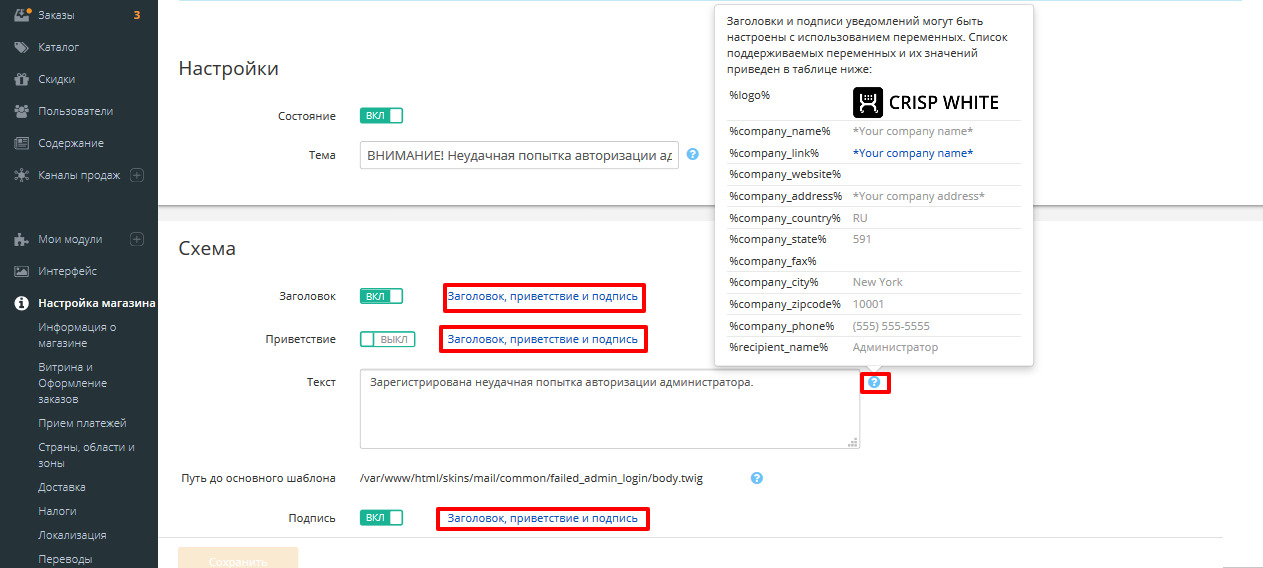 Заказы 3
Каталог
Скидки
Пользователи
Содержание
Каналы продаж
Мои модули
Интерфейс
Настройка магазина
Информация о
магазине
Витрина и
Оформление
заказов
Прием платежей
Страны, области и
зоны
Доставка
Налоги
Локализация
Переводы
Настройки
Состояние ВКЛ
Тема ВНИМАНИЕ! Неудачная попытка авторизации ад ?
Схема
Заголовок ВКЛ Заголовок, приветствие и подпись
Приветствие ВЫКЛ Заголовок, приветствие и подпись
Текст Зарегистрирована неудачная попытка авторизации администратора. ?
Путь до основного шаблона /var/www/html/skins/mail/common/failed_admin_login/body.twig ?
Подпись ВКЛ Заголовок, приветствие и подпись
Сохранить
Заголовки и подписи уведомлений могут быть
настроены с использованием переменных. Список
поддерживаемых переменных и их значений
приведен в таблице ниже:
%logo% CRISP WHITE
%company_name% *Your company name*
%company_link% *Your company name*
%company_website%
%company_address% *Your company address*
%company_country% RU
%company_state% 591
%company_fax%
%company_city% New York
%company_zipcode% 10001
%company_phone% (555) 555-5555
%recipient_name% Администратор